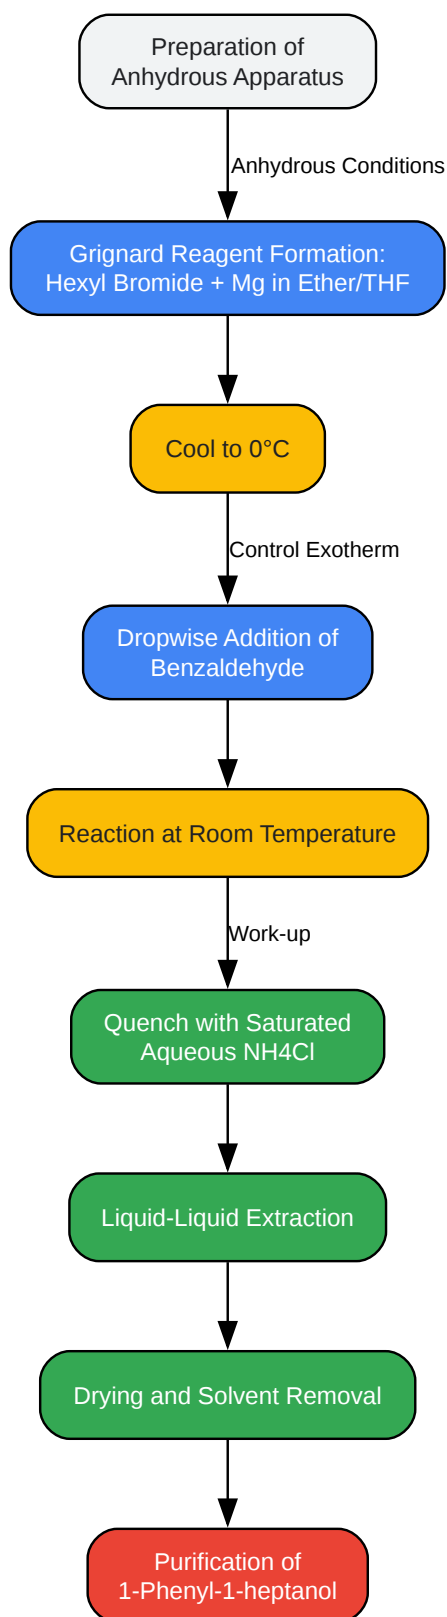 Preparation of
Anhydrous Apparatus
Anhydrous Conditions
Grignard Reagent Formation:
Hexyl Bromide + Mg in Ether/THF
Cool to 0°C
Control Exotherm
Dropwise Addition of
Benzaldehyde
Reaction at Room Temperature
Work-up
Quench with Saturated
Aqueous NH4Cl
Liquid-Liquid Extraction
Drying and Solvent Removal
Purification of
1-Phenyl-1-heptanol